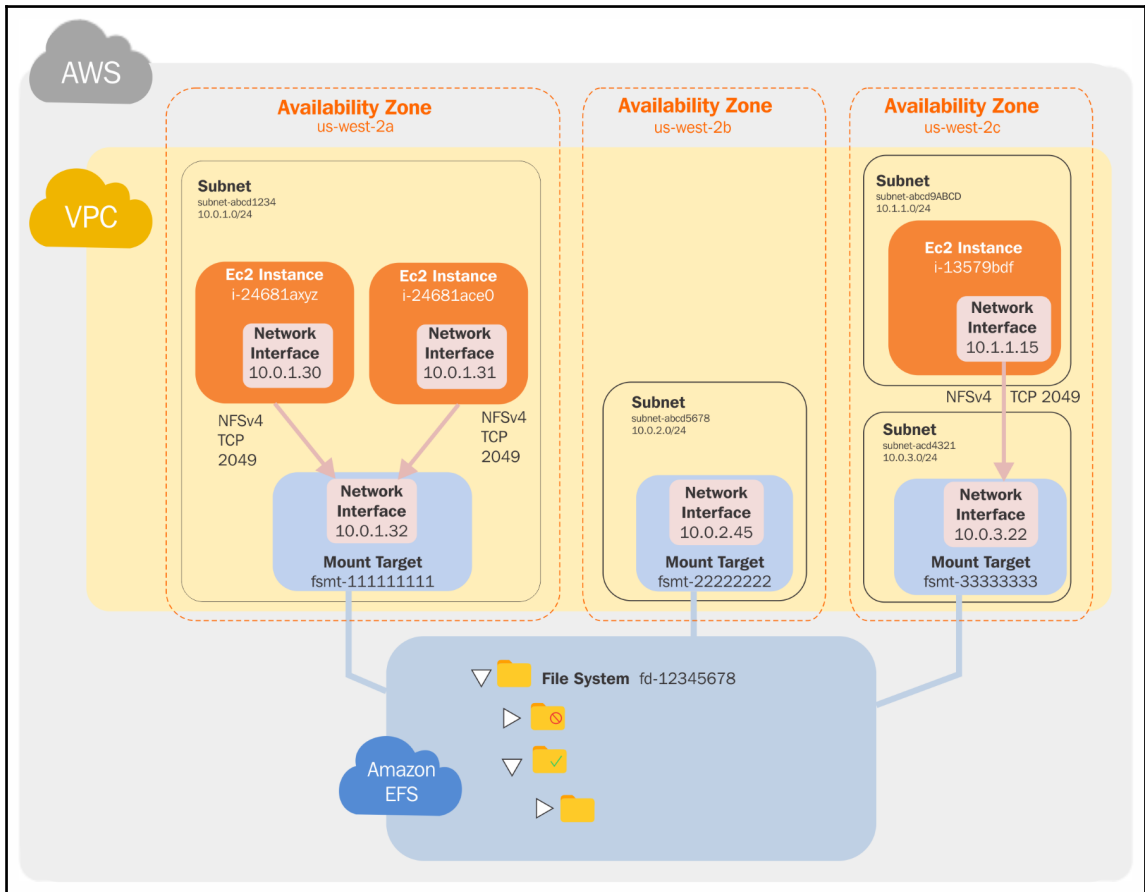 AWS
Availability Zone
us-west-2a
Availability Zone
us-west-2b
Availability Zone
us-west-2c
VPC
Subnet
subnet-abcd1234
10.0.1.0/24
Ec2 Instance
i-24681axyz
Network
Interface
10.0.1.30
Ec2 Instance
i-24681ace0
Network
Interface
10.0.1.31
NFSv4
TCP
2049
NFSv4
TCP
2049
Network
Interface
10.0.1.32
Mount Target
fsmt-111111111
Subnet
subnet-abcd5678
10.0.2.0/24
Network
Interface
10.0.2.45
Mount Target
fsmt-22222222
Subnet
subnet-abcd9ABCD
10.1.1.0/24
Ec2 Instance
i-13579bdf
Network
Interface
10.1.1.15
NFSv4 TCP 2049
Subnet
subnet-acd4321
10.0.3.0/24
Network
Interface
10.0.3.22
Mount Target
fsmt-33333333
File System fd-12345678
Amazon
EFS